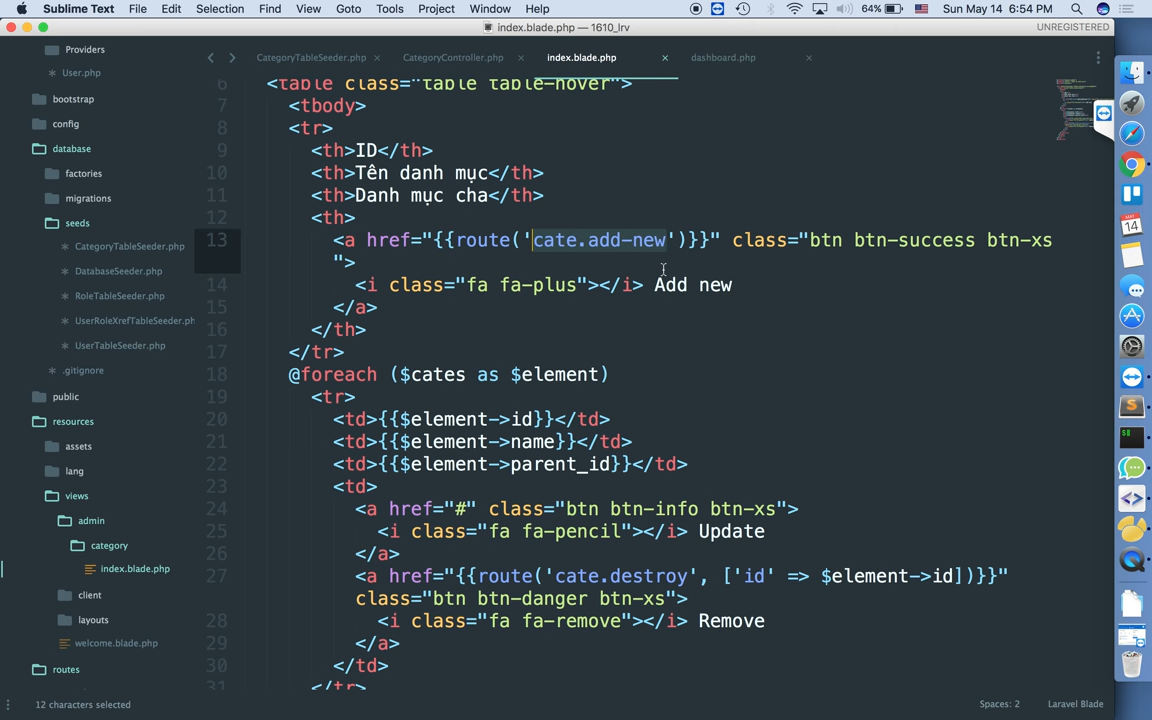 Sublime Text File Edit Selection Find View Goto Tools Project Window Help 64% Sun May 14 6:54 PM
index.blade.php — 1610_lrv UNREGISTERED
CategoryTableSeeder.php CategoryController.php index.blade.php dashboard.php
Providers
User.php
bootstrap
config
database
factories
migrations
seeds
CategoryTableSeeder.php
DatabaseSeeder.php
RoleTableSeeder.php
UserRoleXrefTableSeeder.ph
UserTableSeeder.php
.gitignore
public
resources
assets
lang
views
admin
category
index.blade.php
client
layouts
welcome.blade.php
routes
6 <table class="table table-hover">
7 <tbody>
8 <tr>
9 <th>ID</th>
10 <th>Tên danh mục</th>
11 <th>Danh mục cha</th>
12 <th>
13 <a href="{{route('cate.add-new')}}" class="btn btn-success btn-xs
">
14 <i class="fa fa-plus"></i> Add new
15 </a>
16 </th>
17 </tr>
18 @foreach ($cates as $element)
19 <tr>
20 <td>{{$element->id}}</td>
21 <td>{{$element->name}}</td>
22 <td>{{$element->parent_id}}</td>
23 <td>
24 <a href="#" class="btn btn-info btn-xs">
25 <i class="fa fa-pencil"></i> Update
26 </a>
27 <a href="{{route('cate.destroy', ['id' => $element->id])}}"
class="btn btn-danger btn-xs">
28 <i class="fa fa-remove"></i> Remove
29 </a>
30 </td>
31 </tr>
12 characters selected Spaces: 2 Laravel Blade